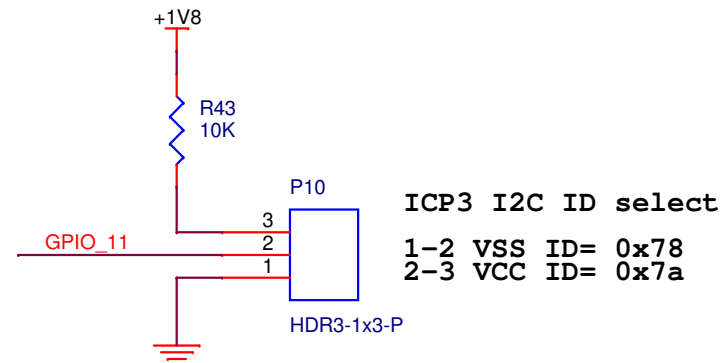 +1V8
R43
10K
P10
ICP3 I2C ID select
3
GPIO_11
2
1-2 VSS ID= 0x78
1
2-3 VCC ID= 0x7a
HDR3-1x3-P